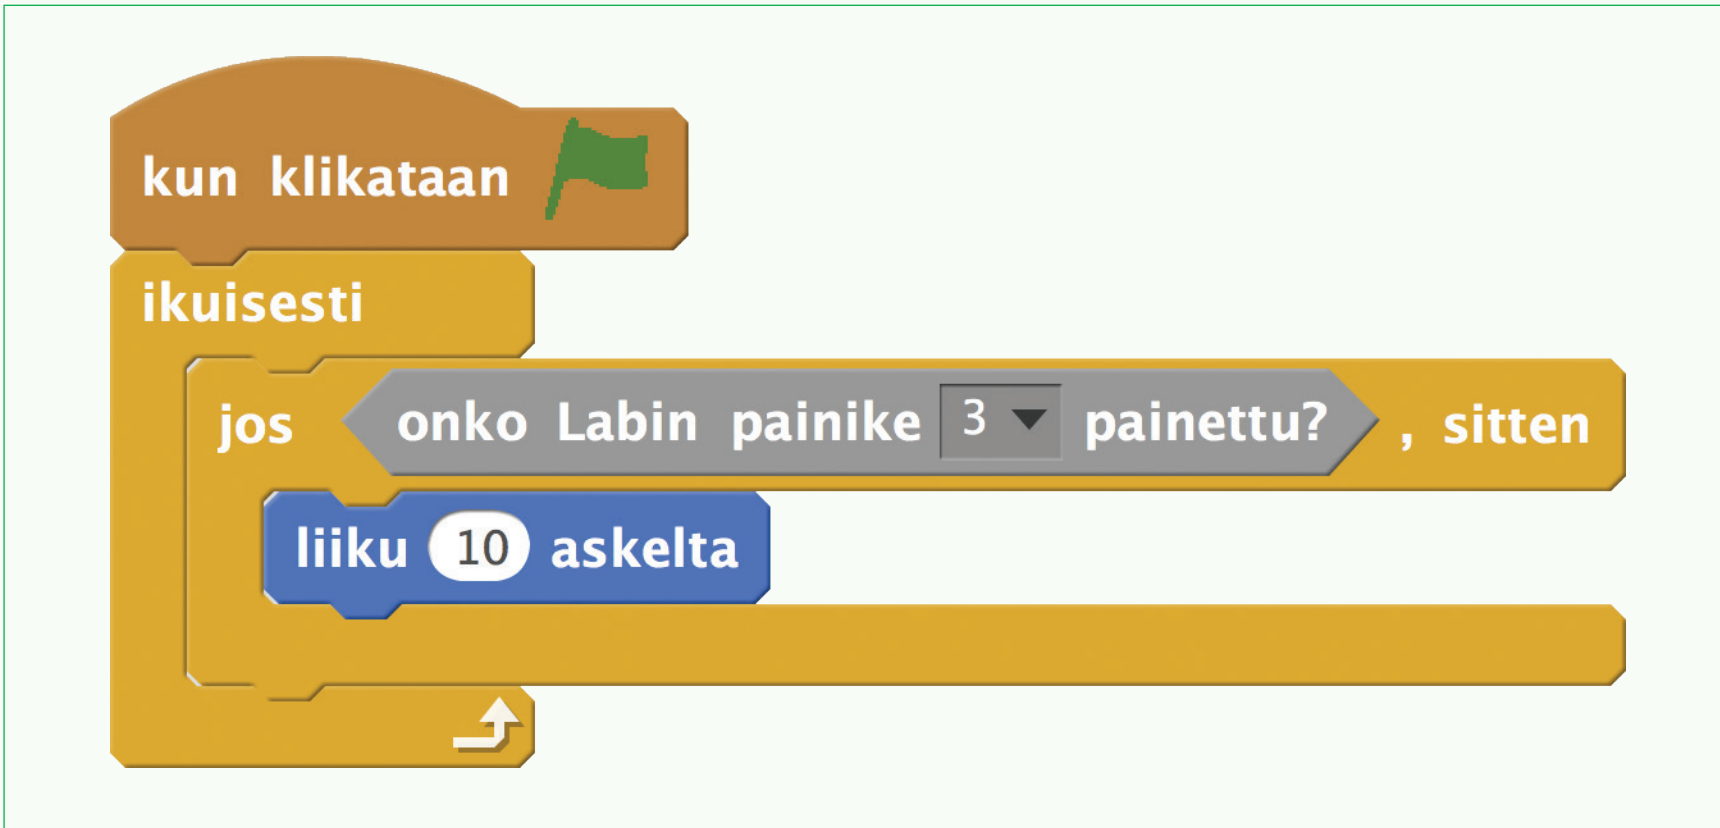 kun klikataan
ikuisesti
jos onko Labin painike 3 painettu? , sitten
liiku 10 askelta